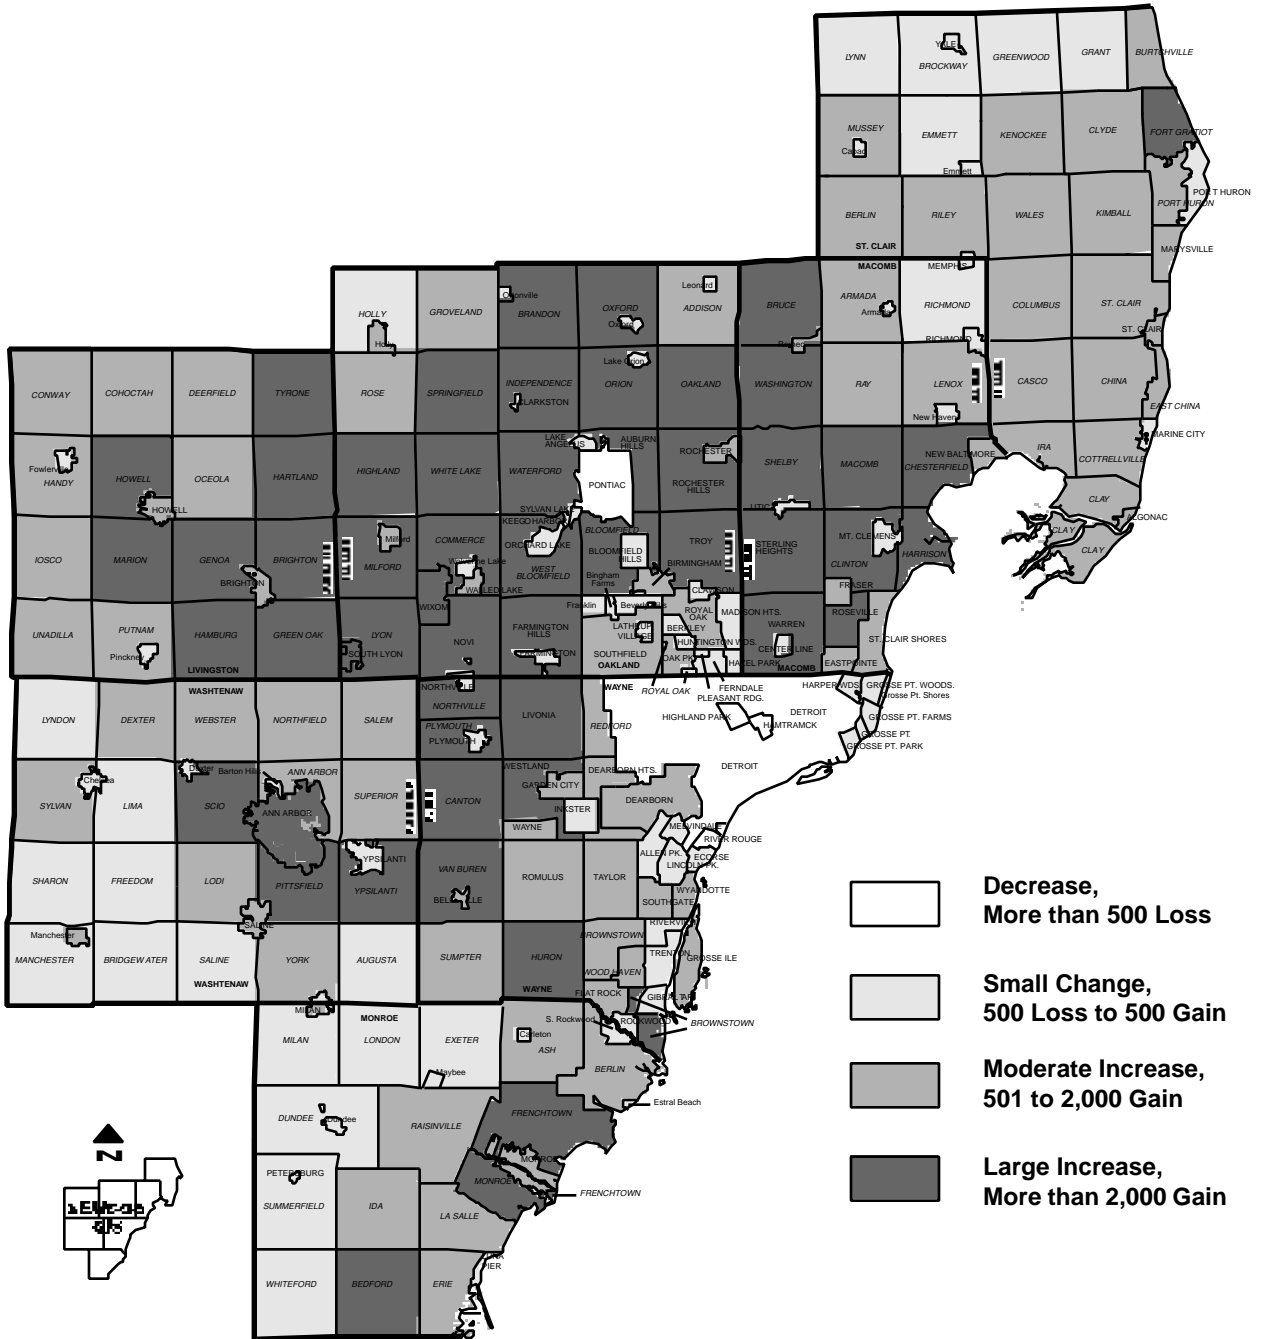 LYNN
YALE
BROCKWAY
GREENWOOD
GRANT
BURTCHVILLE
MUSSEY
Capac
EMMETT
Emmett
KENOCKEE
CLYDE
FORT GRATIOT
PORT HURON
PORT HURON
BERLIN
RILEY
WALES
KIMBALL
MARYSVILLE
ST. CLAIR
MACOMB
MEMPHIS
HOLLY
Holly
GROVELAND
Ortonville
BRANDON
OXFORD
Oxford
Leonard
ADDISON
BRUCE
Romeo
ARMADA
Armada
RICHMOND
RICHMOND
COLUMBUS
ST. CLAIR
ST. CLAIR
CONWAY
COHOCTAH
DEERFIELD
TYRONE
ROSE
SPRINGFIELD
INDEPENDENCE
CLARKSTON
Lake Orion
ORION
OAKLAND
WASHINGTON
RAY
LENOX
New Haven
CASCO
CHINA
EAST CHINA
Fowlerville
HANDY
HOWELL
HOWELL
OCEOLA
HARTLAND
HIGHLAND
WHITE LAKE
WATERFORD
LAKE
ANGELUS
AUBURN
HILLS
PONTIAC
ROCHESTER
ROCHESTER
HILLS
SHELBY
UTICA
MACOMB
CHESTERFIELD
NEW BALTIMORE
IRA
MARINE CITY
COTTRELLVILLE
CLAY
ALGONAC
CLAY
CLAY
IOSCO
MARION
GENOA
BRIGHTON
BRIGHTON
MILFORD
Milford
COMMERCE
Wolverine Lake
WALLED LAKE
WIXOM
SYLVAN LAKE
KEEGO HARBOR
ORCHARD LAKE
WEST
BLOOMFIELD
BLOOMFIELD
BLOOMFIELD
HILLS
Bingham
Farms
TROY
BIRMINGHAM
STERLING
HEIGHTS
MT. CLEMENS
CLINTON
HARRISON
FRASER
UNADILLA
PUTNAM
Pinckney
HAMBURG
GREEN OAK
LIVINGSTON
LYON
SOUTH LYON
NOVI
FARMINGTON
HILLS
FARMINGTON
Franklin
Beverly Hills
LATHRUP
VILLAGE
SOUTHFIELD
OAKLAND
CLAWSON
ROYAL
OAK
BERKLEY
MADISON HTS.
HUNTINGTON WDS.
OAK PK.
HAZEL PARK
ROYAL OAK
FERNDALE
PLEASANT RDG.
WARREN
CENTER LINE
MACOMB
ROSEVILLE
EASTPOINTE
ST. CLAIR SHORES
WASHTENAW
LYNDON
DEXTER
WEBSTER
NORTHFIELD
SALEM
NORTHVILLE
NORTHVILLE
PLYMOUTH
PLYMOUTH
LIVONIA
WAYNE
REDFORD
HIGHLAND PARK
HAMTRAMCK
DETROIT
HARPER WDS.
GROSSE PT. WOODS.
Grosse Pt. Shores
GROSSE PT. FARMS
GROSSE PT.
GROSSE PT. PARK
DETROIT
SYLVAN
Chelsea
LIMA
Dexter
SCIO
Barton Hills
ANN ARBOR
ANN ARBOR
SUPERIOR
CANTON
WESTLAND
GARDEN CITY
WAYNE
INKSTER
DEARBORN HTS.
DEARBORN
MELVINDALE
RIVER ROUGE
ALLEN PK.
ECORSE
LINCOLN PK.
SHARON
FREEDOM
LODI
PITTSFIELD
YPSILANTI
YPSILANTI
VAN BUREN
BELLEVILLE
ROMULUS
TAYLOR
WYANDOTTE
SOUTHGATE
Manchester
MANCHESTER
BRIDGEWATER
SALINE
SALINE
WASHTENAW
YORK
MILAN
AUGUSTA
SUMPTER
HURON
WAYNE
BROWNSTOWN
RIVERVIEW
TRENTON
GROSSE ILE
WOODHAVEN
FLAT ROCK
GIBRALTAR
ROCKWOOD
BROWNSTOWN
S. Rockwood
MONROE
MILAN
LONDON
EXETER
Maybee
Carleton
ASH
BERLIN
Estral Beach
DUNDEE
Dundee
RAISINVILLE
FRENCHTOWN
MONROE
MONROE
FRENCHTOWN
PETERSBURG
SUMMERFIELD
IDA
LA SALLE
WHITEFORD
BEDFORD
ERIE
LUNA
PIER
N
Decrease,
More than 500 Loss
Small Change,
500 Loss to 500 Gain
Moderate Increase,
501 to 2,000 Gain
Large Increase,
More than 2,000 Gain